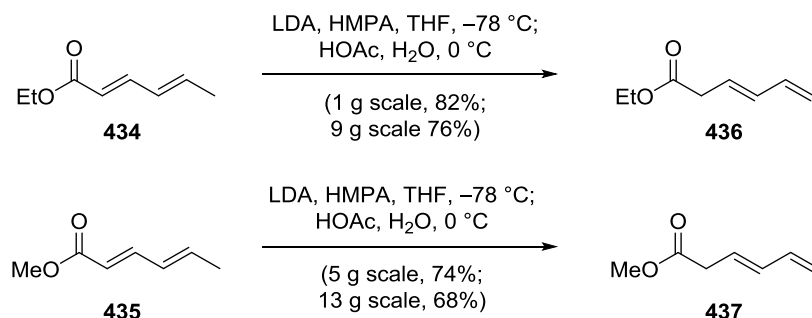 LDA, HMPA, THF, –78 °C;
HOAc, H₂O, 0 °C
O
EtO
(1 g scale, 82%;
9 g scale 76%)
434
O
EtO
436
LDA, HMPA, THF, –78 °C;
HOAc, H₂O, 0 °C
O
MeO
(5 g scale, 74%;
13 g scale, 68%)
435
O
MeO
437